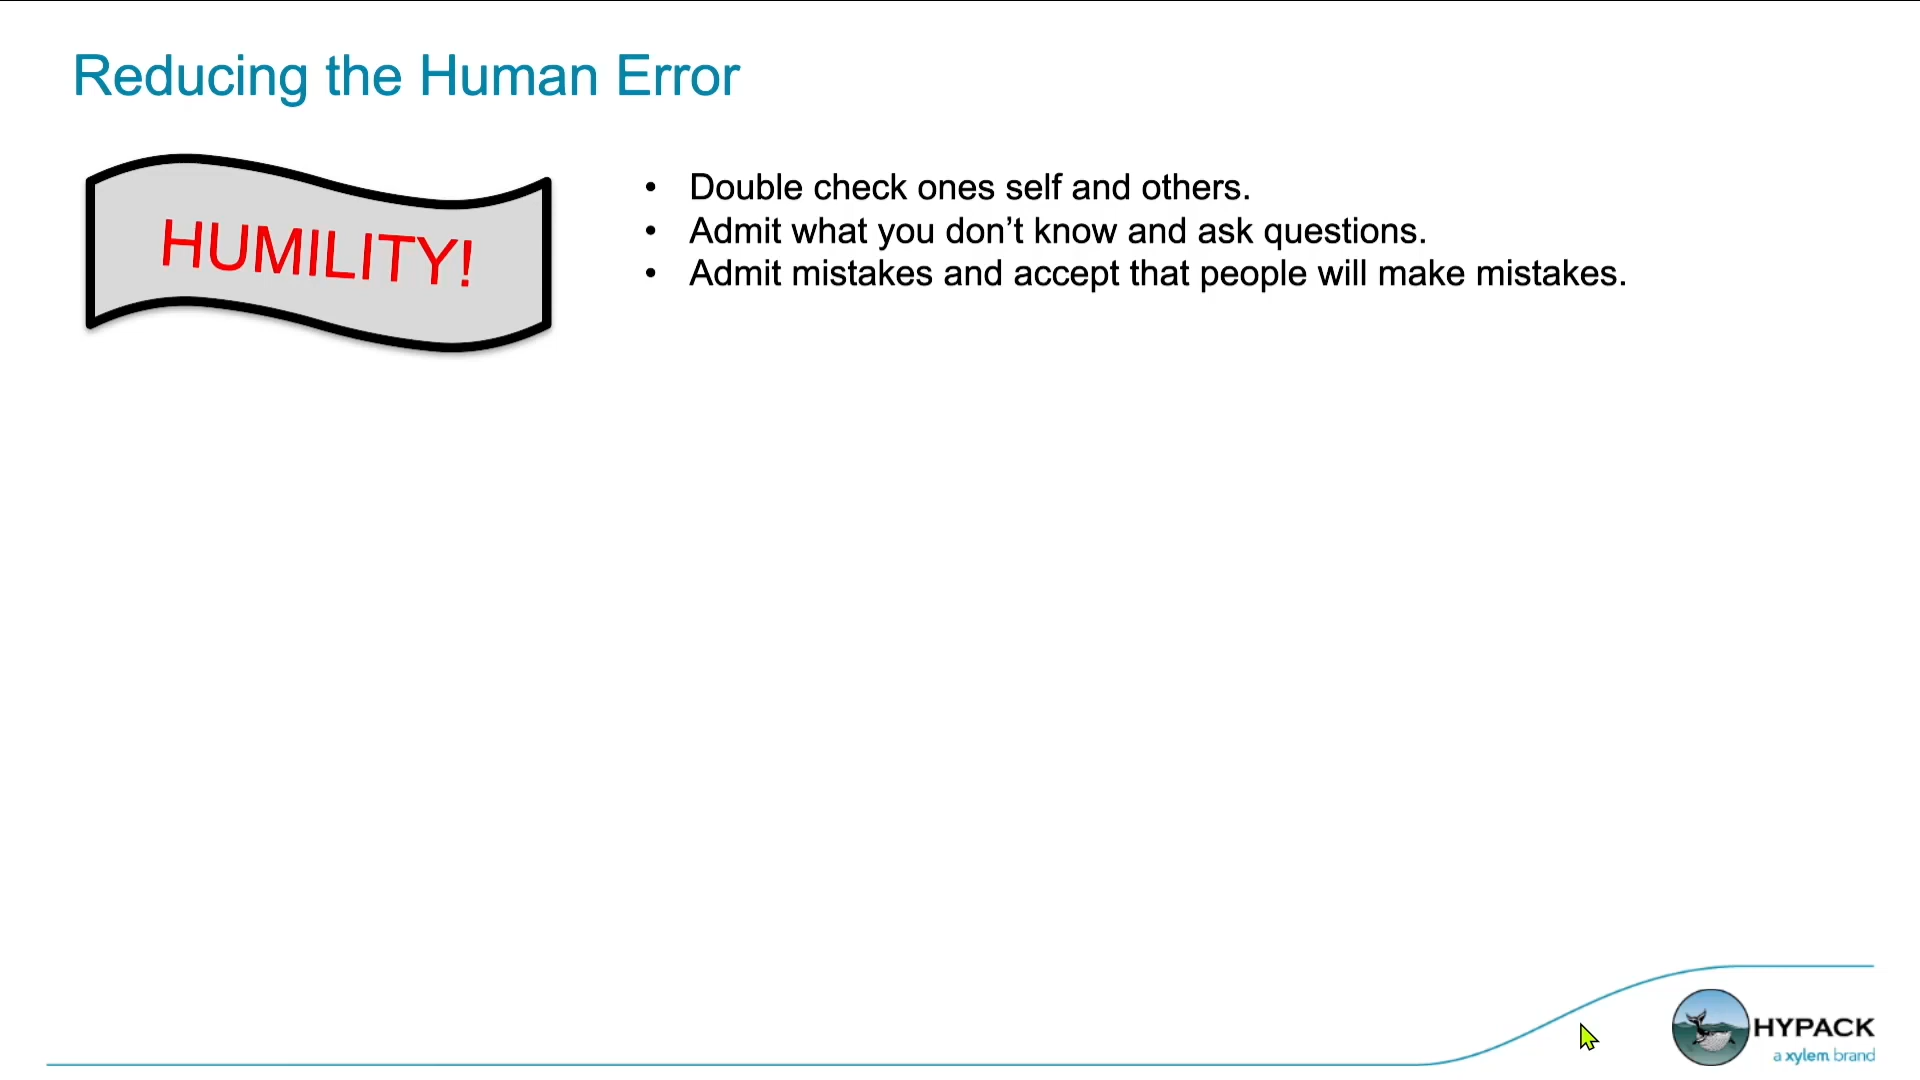 Reducing the Human Error
HUMILITY!
• Double check ones self and others.
• Admit what you don’t know and ask questions.
• Admit mistakes and accept that people will make mistakes.
HYPACK
a xylem brand